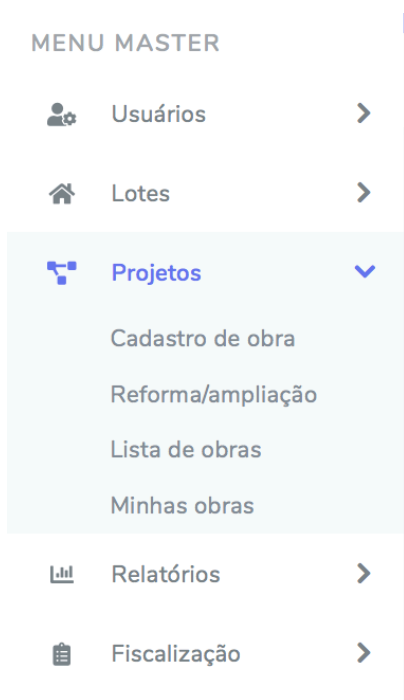 MENU MASTER
Usuários
Lotes
Projetos
Cadastro de obra
Reforma/ampliação
Lista de obras
Minhas obras
Relatórios
Fiscalização